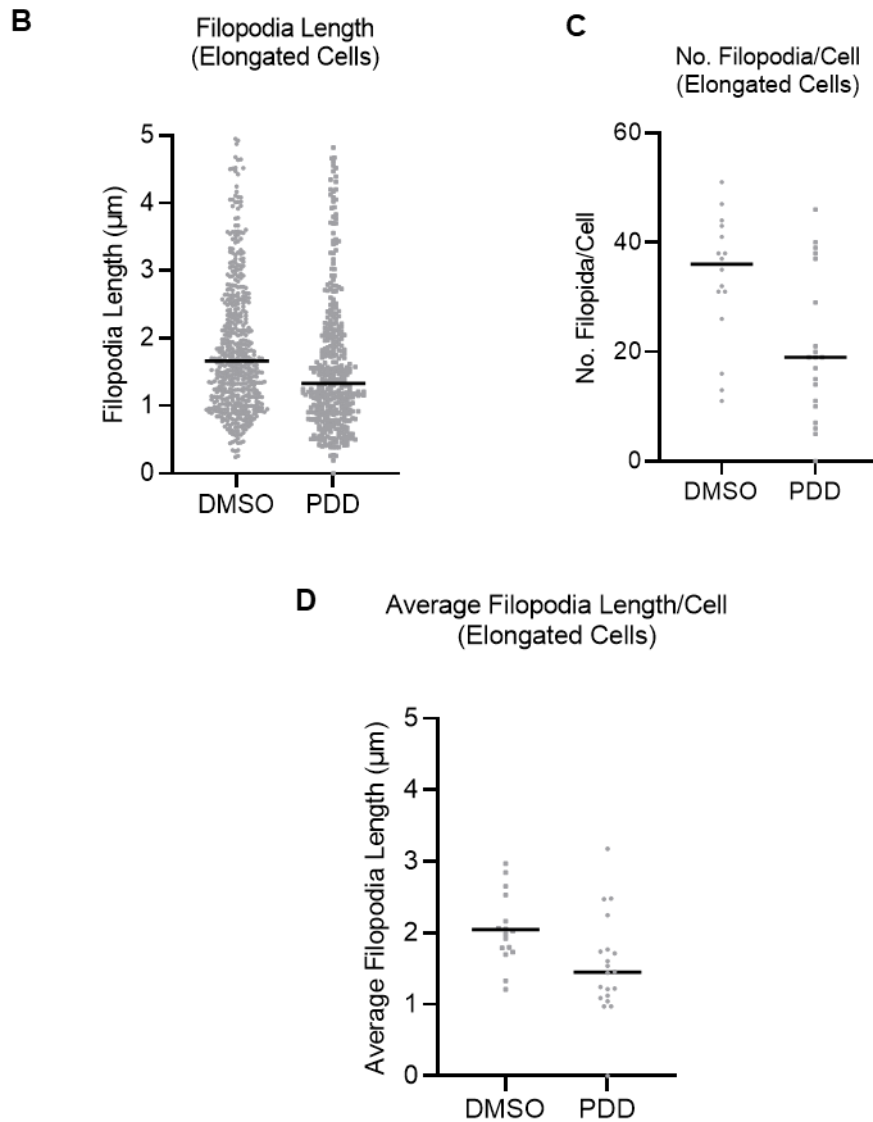 B
Filopodia Length
(Elongated Cells)
Filopodia Length (μm)
5
4
3
2
1
0
DMSO PDD
C
No. Filopodia/Cell
(Elongated Cells)
No. Filopida/Cell
60
40
20
0
DMSO PDD
D
Average Filopodia Length/Cell
(Elongated Cells)
Average Filopodia Length (μm)
5
4
3
2
1
0
DMSO PDD